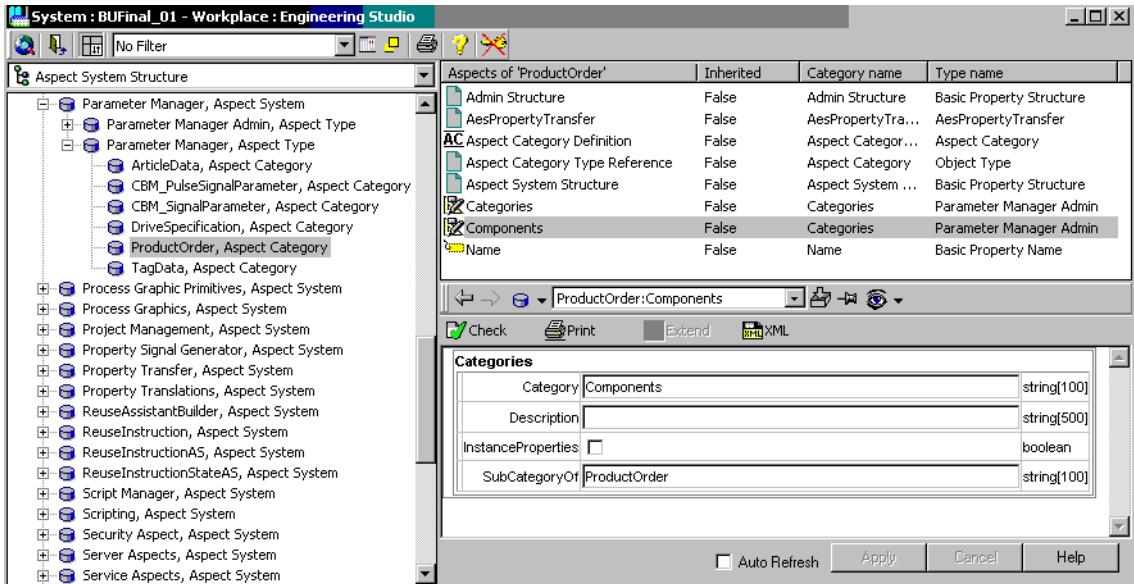 System : BUFinal_01 - Workplace : Engineering Studio
No Filter
Aspect System Structure
Parameter Manager, Aspect System
Parameter Manager Admin, Aspect Type
Parameter Manager, Aspect Type
ArticleData, Aspect Category
CBM_PulseSignalParameter, Aspect Category
CBM_SignalParameter, Aspect Category
DriveSpecification, Aspect Category
ProductOrder, Aspect Category
TagData, Aspect Category
Process Graphic Primitives, Aspect System
Process Graphics, Aspect System
Project Management, Aspect System
Property Signal Generator, Aspect System
Property Transfer, Aspect System
Property Translations, Aspect System
ReuseAssistantBuilder, Aspect System
ReuseInstruction, Aspect System
ReuseInstructionAS, Aspect System
ReuseInstructionStateAS, Aspect System
Script Manager, Aspect System
Scripting, Aspect System
Security Aspect, Aspect System
Server Aspects, Aspect System
Service Aspects, Aspect System
Aspects of 'ProductOrder' Inherited Category name Type name
Admin Structure False Admin Structure Basic Property Structure
AesPropertyTransfer False AesPropertyTra... AesPropertyTransfer
AC Aspect Category Definition False Aspect Categor... Aspect Category
Aspect Category Type Reference False Aspect Category Object Type
Aspect System Structure False Aspect System ... Basic Property Structure
Categories False Categories Parameter Manager Admin
Components False Categories Parameter Manager Admin
Name False Name Basic Property Name
ProductOrder:Components
Check Print Extend XML XML
Categories
Category Components string[100]
Description string[500]
InstanceProperties boolean
SubCategoryOf ProductOrder string[100]
Auto Refresh Apply Cancel Help